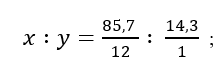 x : y = 85,7/12 : 14,3/1 ;